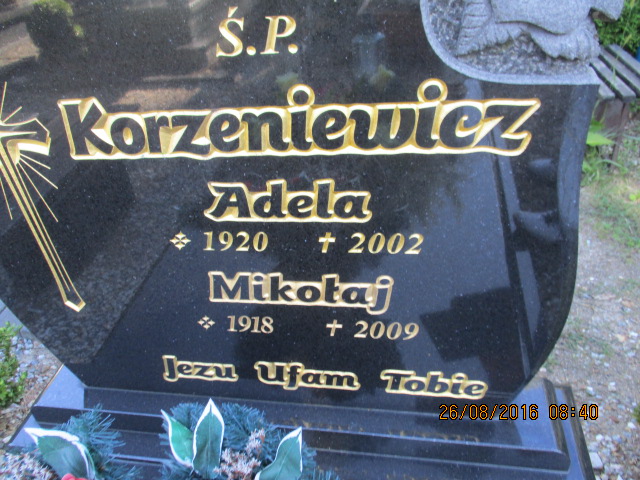 Ś.P.
Korzeniewicz
Adela
1920 † 2002
Mikołaj
1918 † 2009
Jezu Ufam Tobie
26/08/2016 08:40